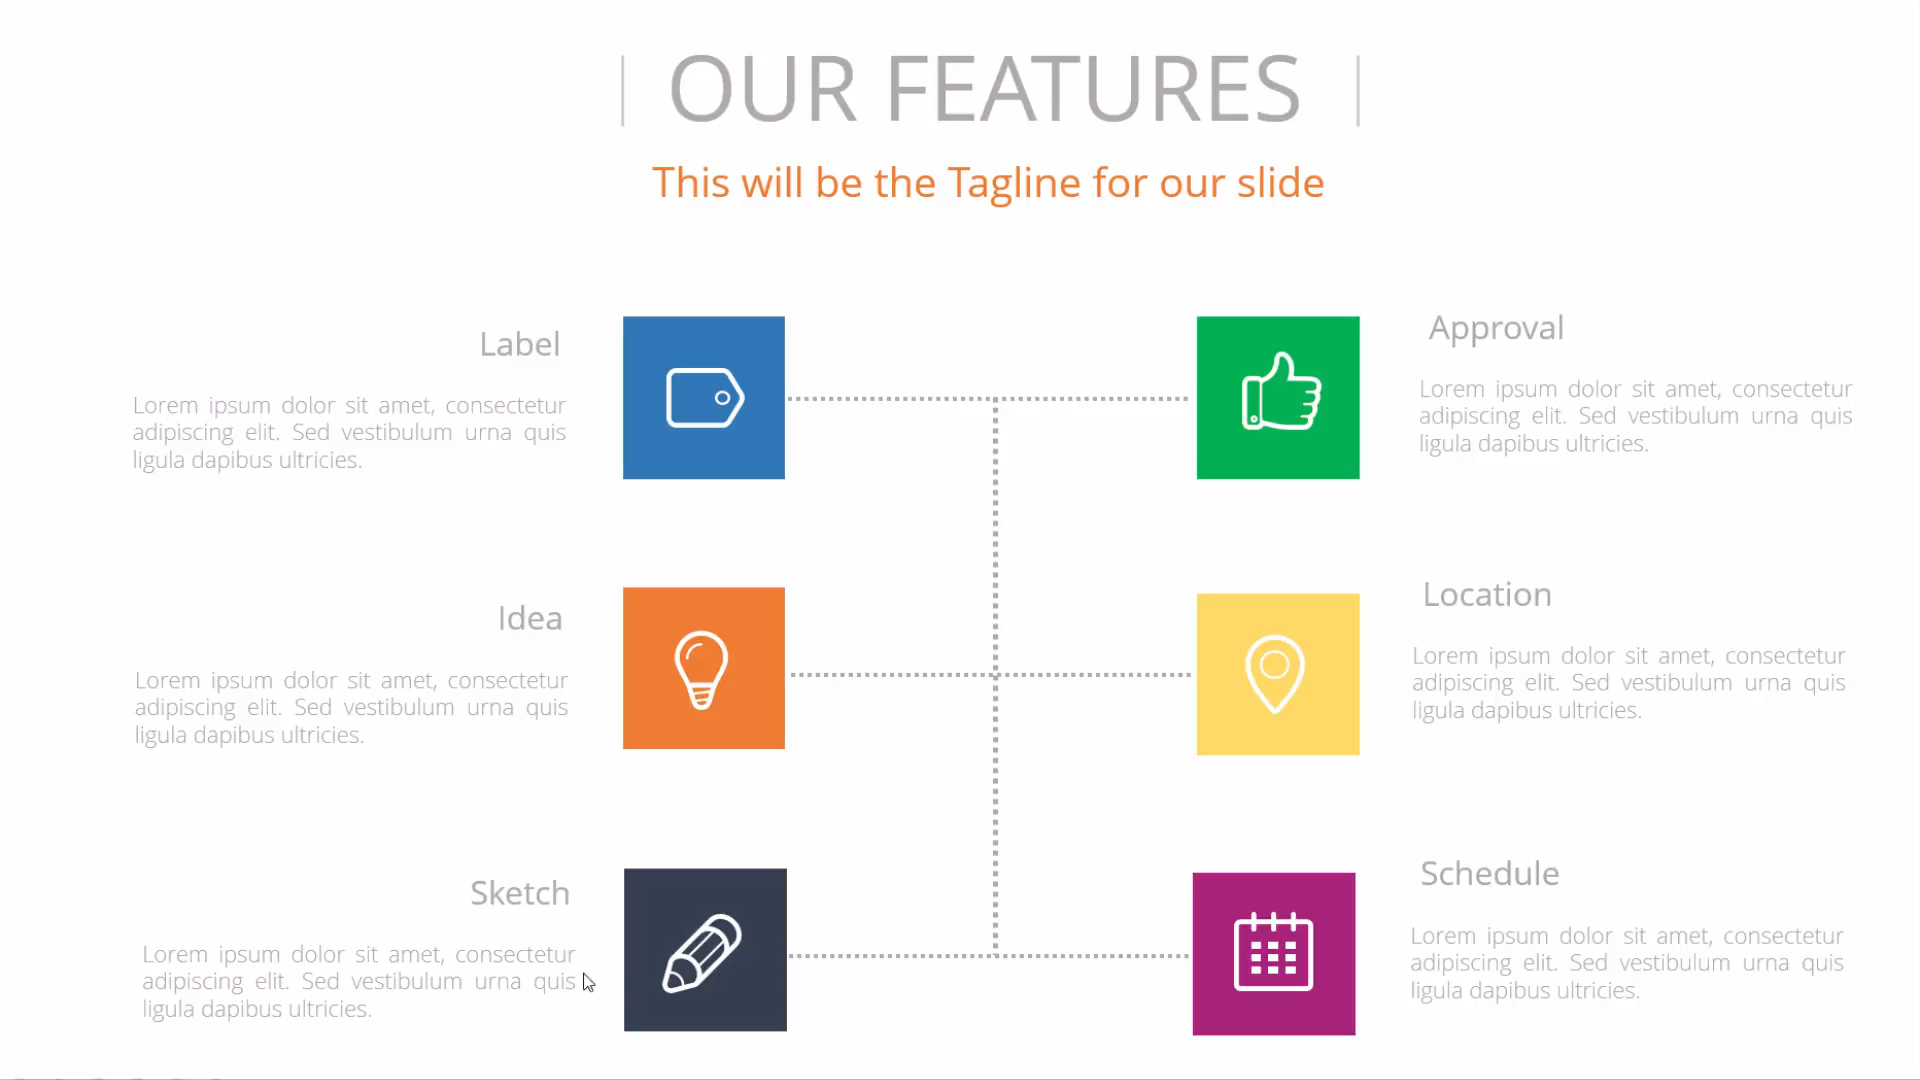 OUR FEATURES
This will be the Tagline for our slide
Label
Lorem ipsum dolor sit amet, consectetur
adipiscing elit. Sed vestibulum urna quis
ligula dapibus ultricies.
Approval
Lorem ipsum dolor sit amet, consectetur
adipiscing elit. Sed vestibulum urna quis
ligula dapibus ultricies.
Idea
Lorem ipsum dolor sit amet, consectetur
adipiscing elit. Sed vestibulum urna quis
ligula dapibus ultricies.
Location
Lorem ipsum dolor sit amet, consectetur
adipiscing elit. Sed vestibulum urna quis
ligula dapibus ultricies.
Sketch
Lorem ipsum dolor sit amet, consectetur
adipiscing elit. Sed vestibulum urna quis
ligula dapibus ultricies.
Schedule
Lorem ipsum dolor sit amet, consectetur
adipiscing elit. Sed vestibulum urna quis
ligula dapibus ultricies.